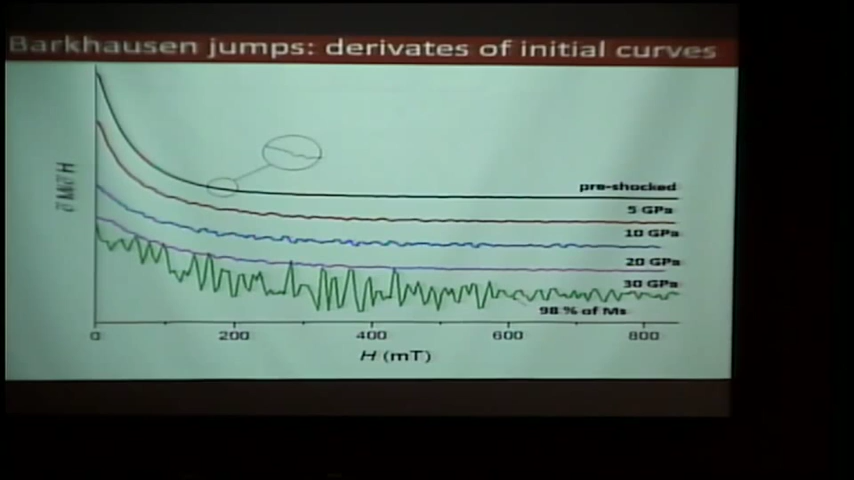 Barkhausen jumps: derivates of initial curves
∂M/∂H
pre-shocked
5 GPa
10 GPa
20 GPa
30 GPa
98 % of Ms
0 200 400 600 800
H (mT)